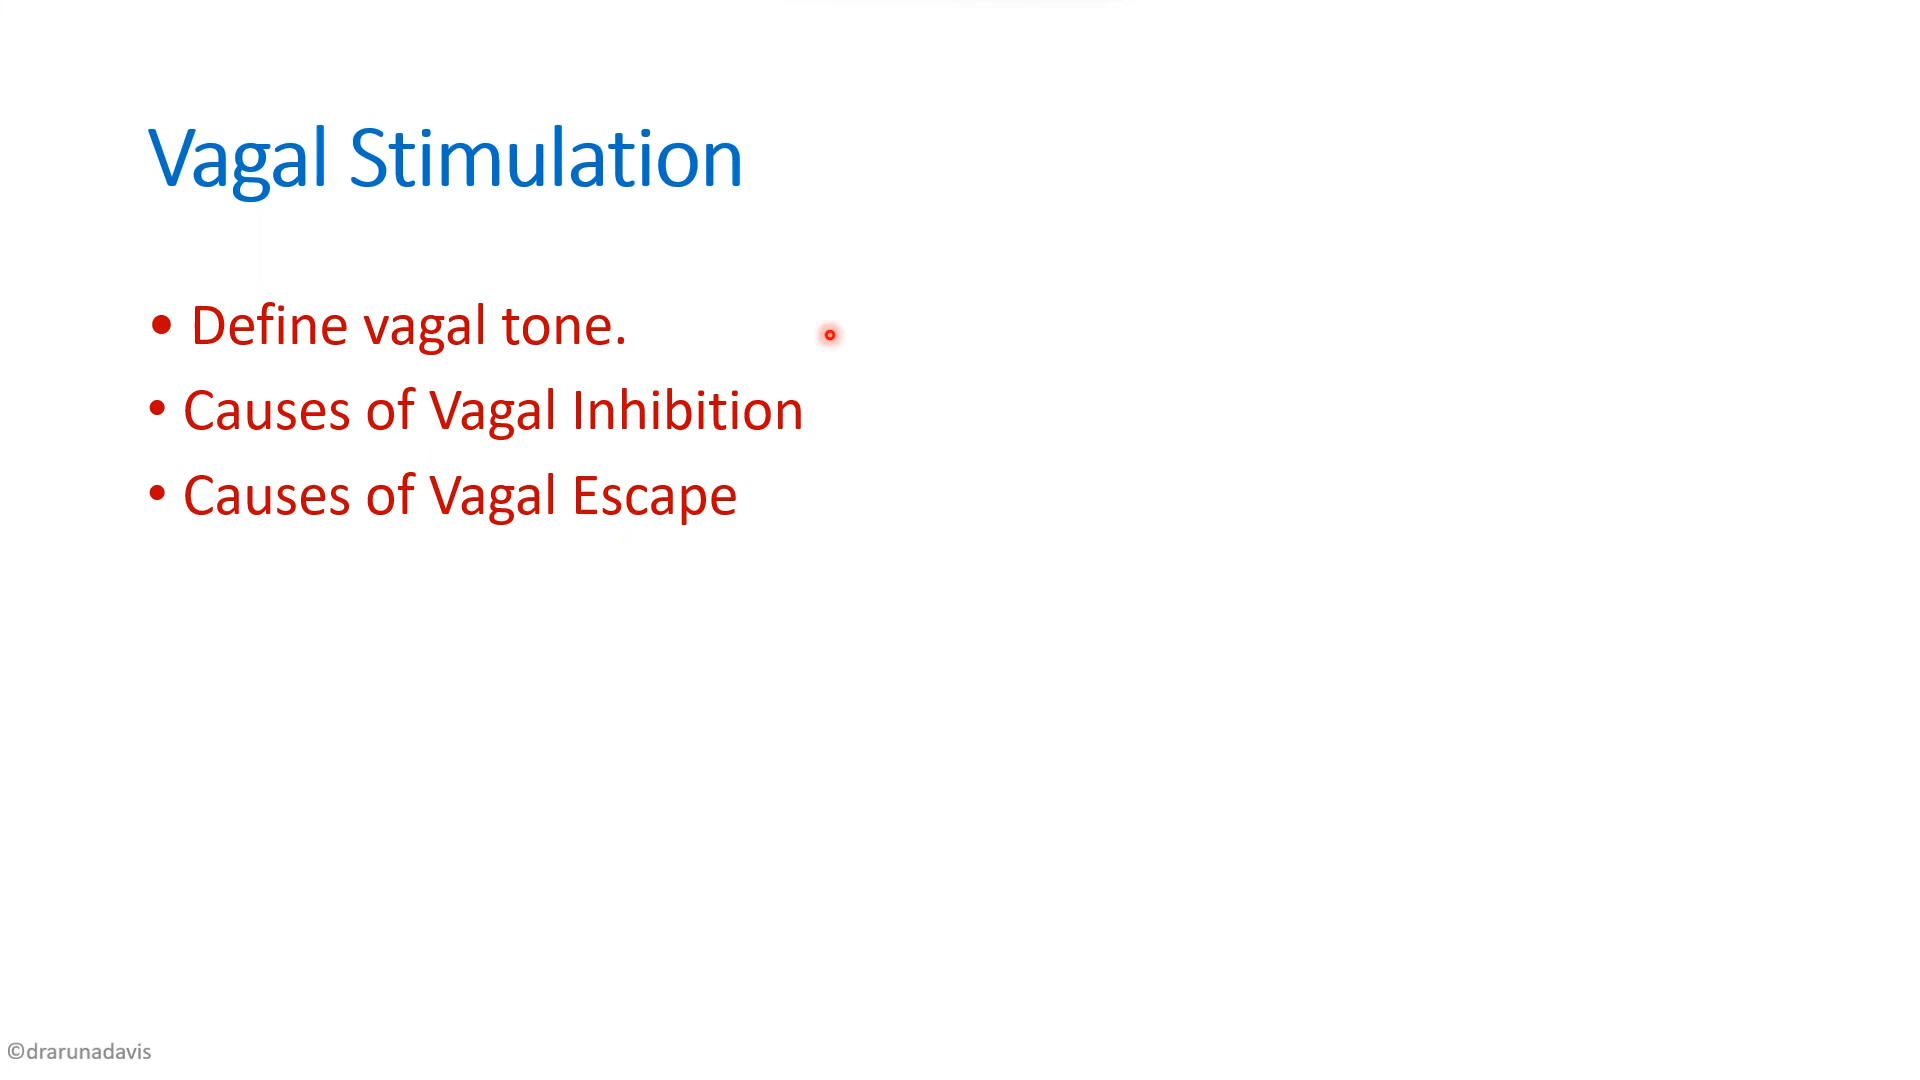 Vagal Stimulation
• Define vagal tone.
• Causes of Vagal Inhibition
• Causes of Vagal Escape
©drarunadavis